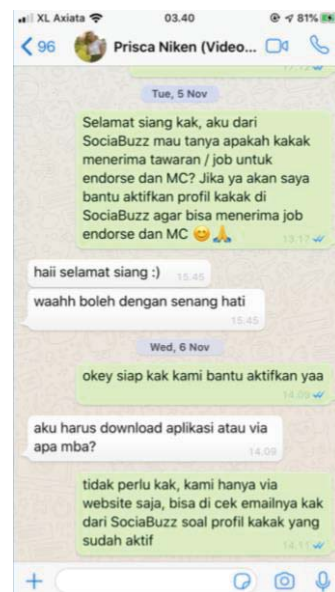 XL Axiata 03.40 81%
96 Prisca Niken (Video...
Tue, 5 Nov
Selamat siang kak, aku dari
SociaBuzz mau tanya apakah kakak
menerima tawaran / job untuk
endorse dan MC? Jika ya akan saya
bantu aktifkan profil kakak di
SociaBuzz agar bisa menerima job
endorse dan MC 😊🙏
13.17
haii selamat siang :) 15.45
waahh boleh dengan senang hati
15.45
Wed, 6 Nov
okey siap kak kami bantu aktifkan yaa
14.09
aku harus download aplikasi atau via
apa mba? 14.09
tidak perlu kak, kami hanya via
website saja, bisa di cek emailnya kak
dari SociaBuzz soal profil kakak yang
sudah aktif 14.11